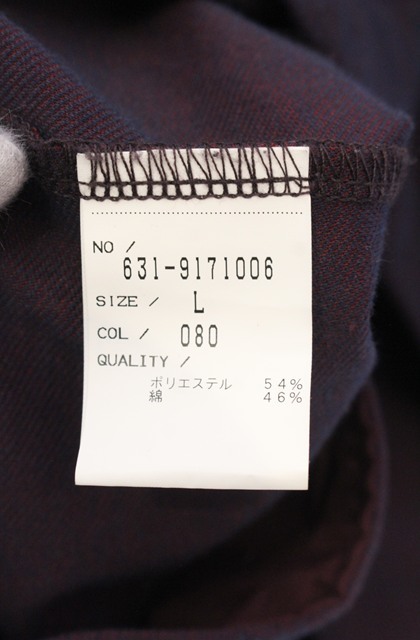 NO /
631-9171006
SIZE / L
COL / 080
QUALITY /
ポリエステル 54%
綿 46%